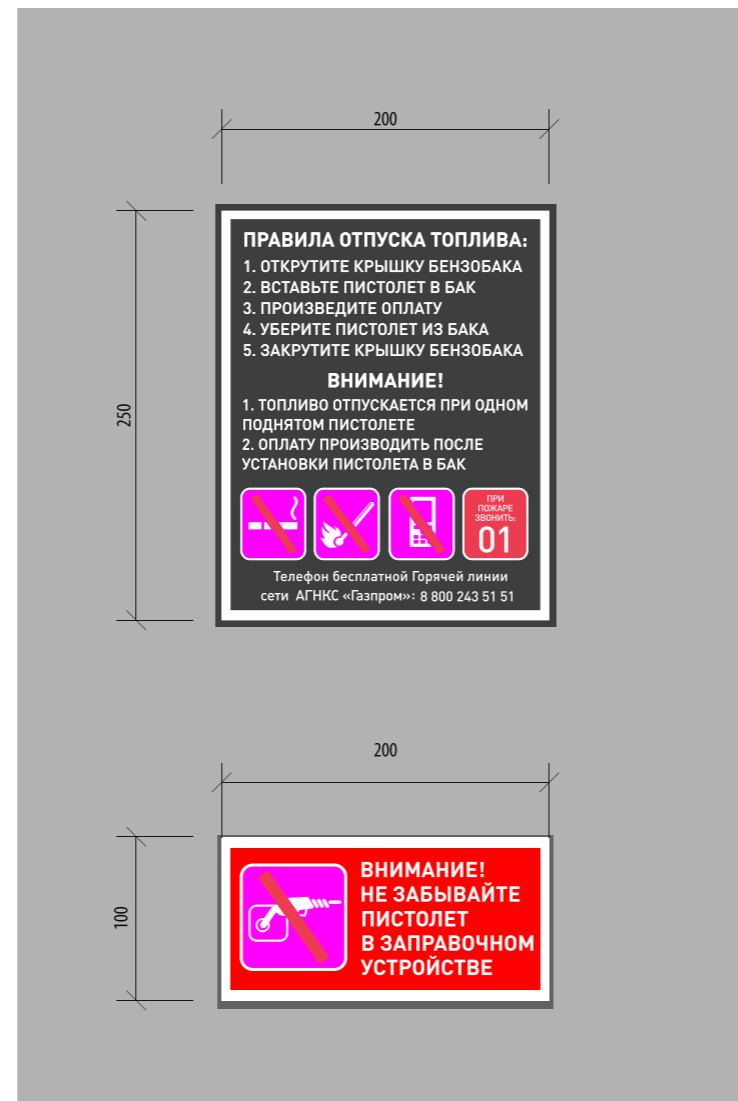 200
250
ПРАВИЛА ОТПУСКА ТОПЛИВА:
1. ОТКРУТИТЕ КРЫШКУ БЕНЗОБАКА
2. ВСТАВЬТЕ ПИСТОЛЕТ В БАК
3. ПРОИЗВЕДИТЕ ОПЛАТУ
4. УБЕРИТЕ ПИСТОЛЕТ ИЗ БАКА
5. ЗАКРУТИТЕ КРЫШКУ БЕНЗОБАКА
ВНИМАНИЕ!
1. ТОПЛИВО ОТПУСКАЕТСЯ ПРИ ОДНОМ
ПОДНЯТОМ ПИСТОЛЕТЕ
2. ОПЛАТУ ПРОИЗВОДИТЬ ПОСЛЕ
УСТАНОВКИ ПИСТОЛЕТА В БАК
ПРИ
ПОЖАРЕ
ЗВОНИТЬ:
01
Телефон бесплатной Горячей линии
сети АГНКС «Газпром»: 8 800 243 51 51
200
100
ВНИМАНИЕ!
НЕ ЗАБЫВАЙТЕ
ПИСТОЛЕТ
В ЗАПРАВОЧНОМ
УСТРОЙСТВЕ